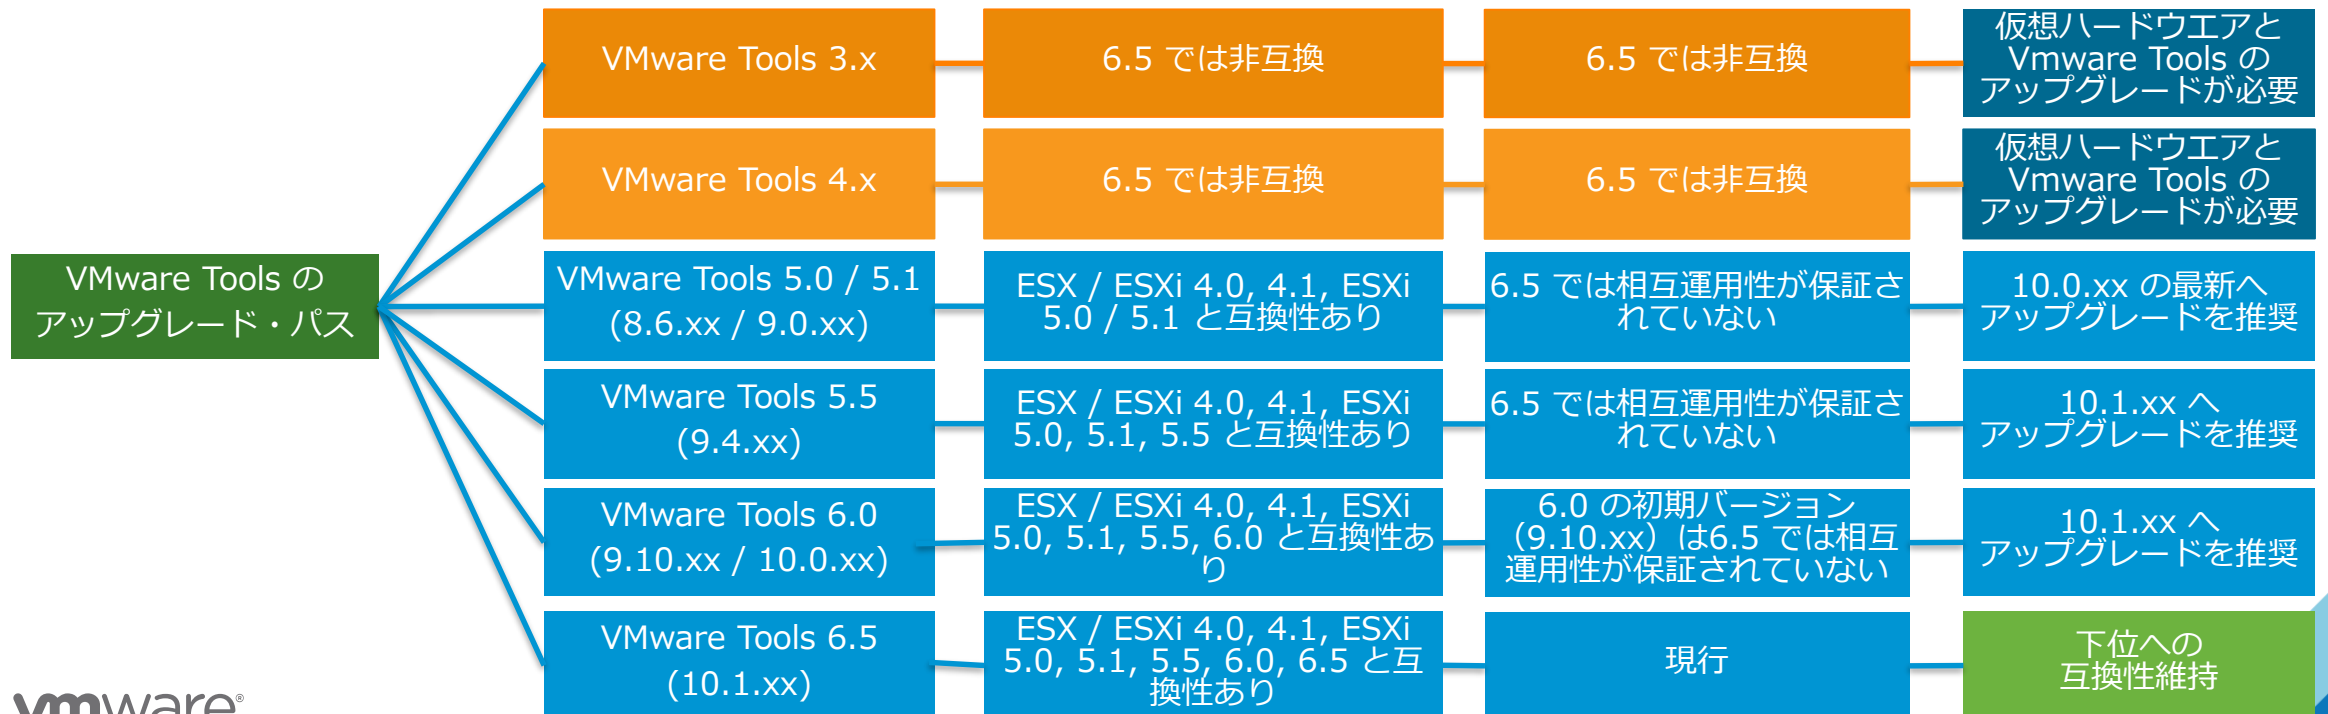 VMware Tools の
アップグレード・パス
VMware Tools 3.x
6.5 では非互換
6.5 では非互換
仮想ハードウエアと
Vmware Tools の
アップグレードが必要
VMware Tools 4.x
6.5 では非互換
6.5 では非互換
仮想ハードウエアと
Vmware Tools の
アップグレードが必要
VMware Tools 5.0 / 5.1
(8.6.xx / 9.0.xx)
ESX / ESXi 4.0, 4.1, ESXi
5.0 / 5.1 と互換性あり
6.5 では相互運用性が保証さ
れていない
10.0.xx の最新へ
アップグレードを推奨
VMware Tools 5.5
(9.4.xx)
ESX / ESXi 4.0, 4.1, ESXi
5.0, 5.1, 5.5 と互換性あり
6.5 では相互運用性が保証さ
れていない
10.1.xx へ
アップグレードを推奨
VMware Tools 6.0
(9.10.xx / 10.0.xx)
ESX / ESXi 4.0, 4.1, ESXi
5.0, 5.1, 5.5, 6.0 と互換性あ
り
6.0 の初期バージョン
（9.10.xx）は6.5 では相互
運用性が保証されていない
10.1.xx へ
アップグレードを推奨
VMware Tools 6.5
(10.1.xx)
ESX / ESXi 4.0, 4.1, ESXi
5.0, 5.1, 5.5, 6.0, 6.5 と互
換性あり
現行
下位への
互換性維持
vmware®